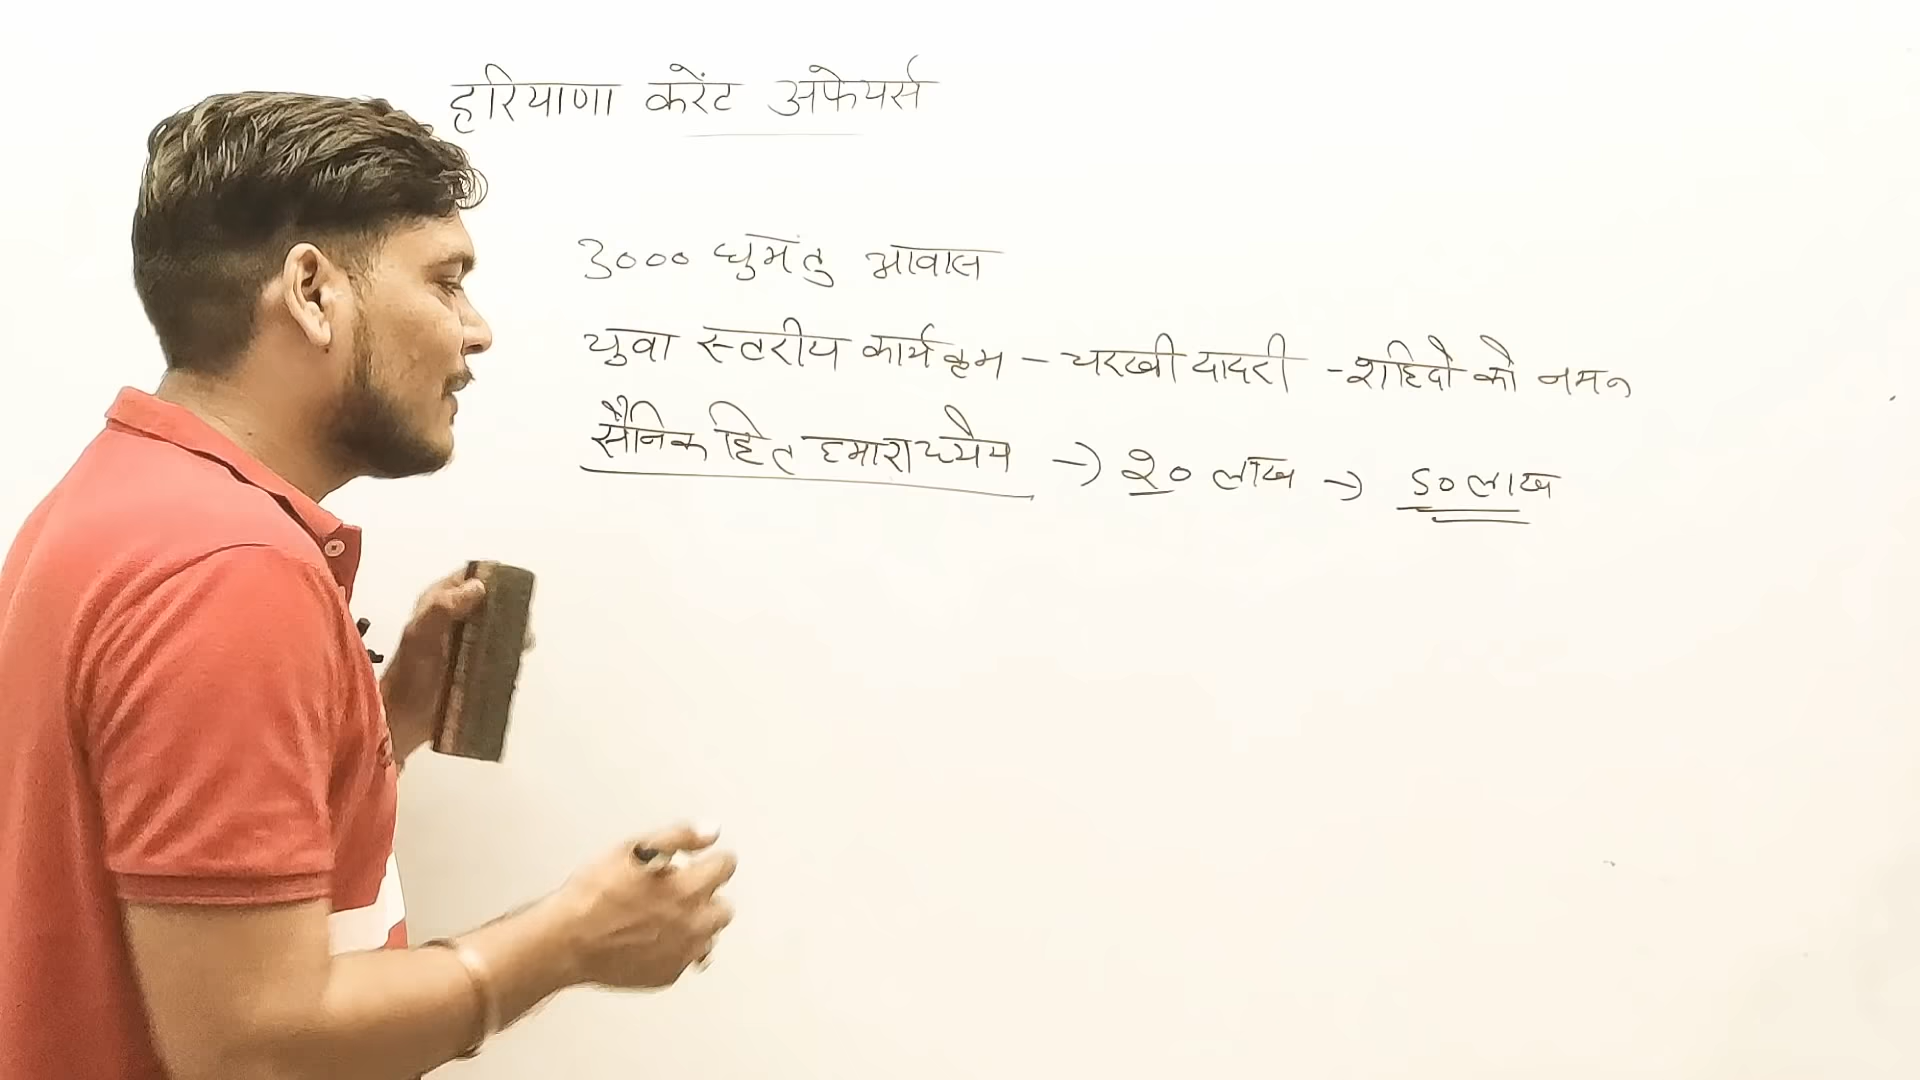 हरियाणा करेंट अफेयर्स
3000 घुमंतु आवास
युवा स्तरीय कार्यक्रम - चरखी दादरी - शहिदो को नमन
सैनिक हित हमारा ध्येय → 20 लाख → 50 लाख